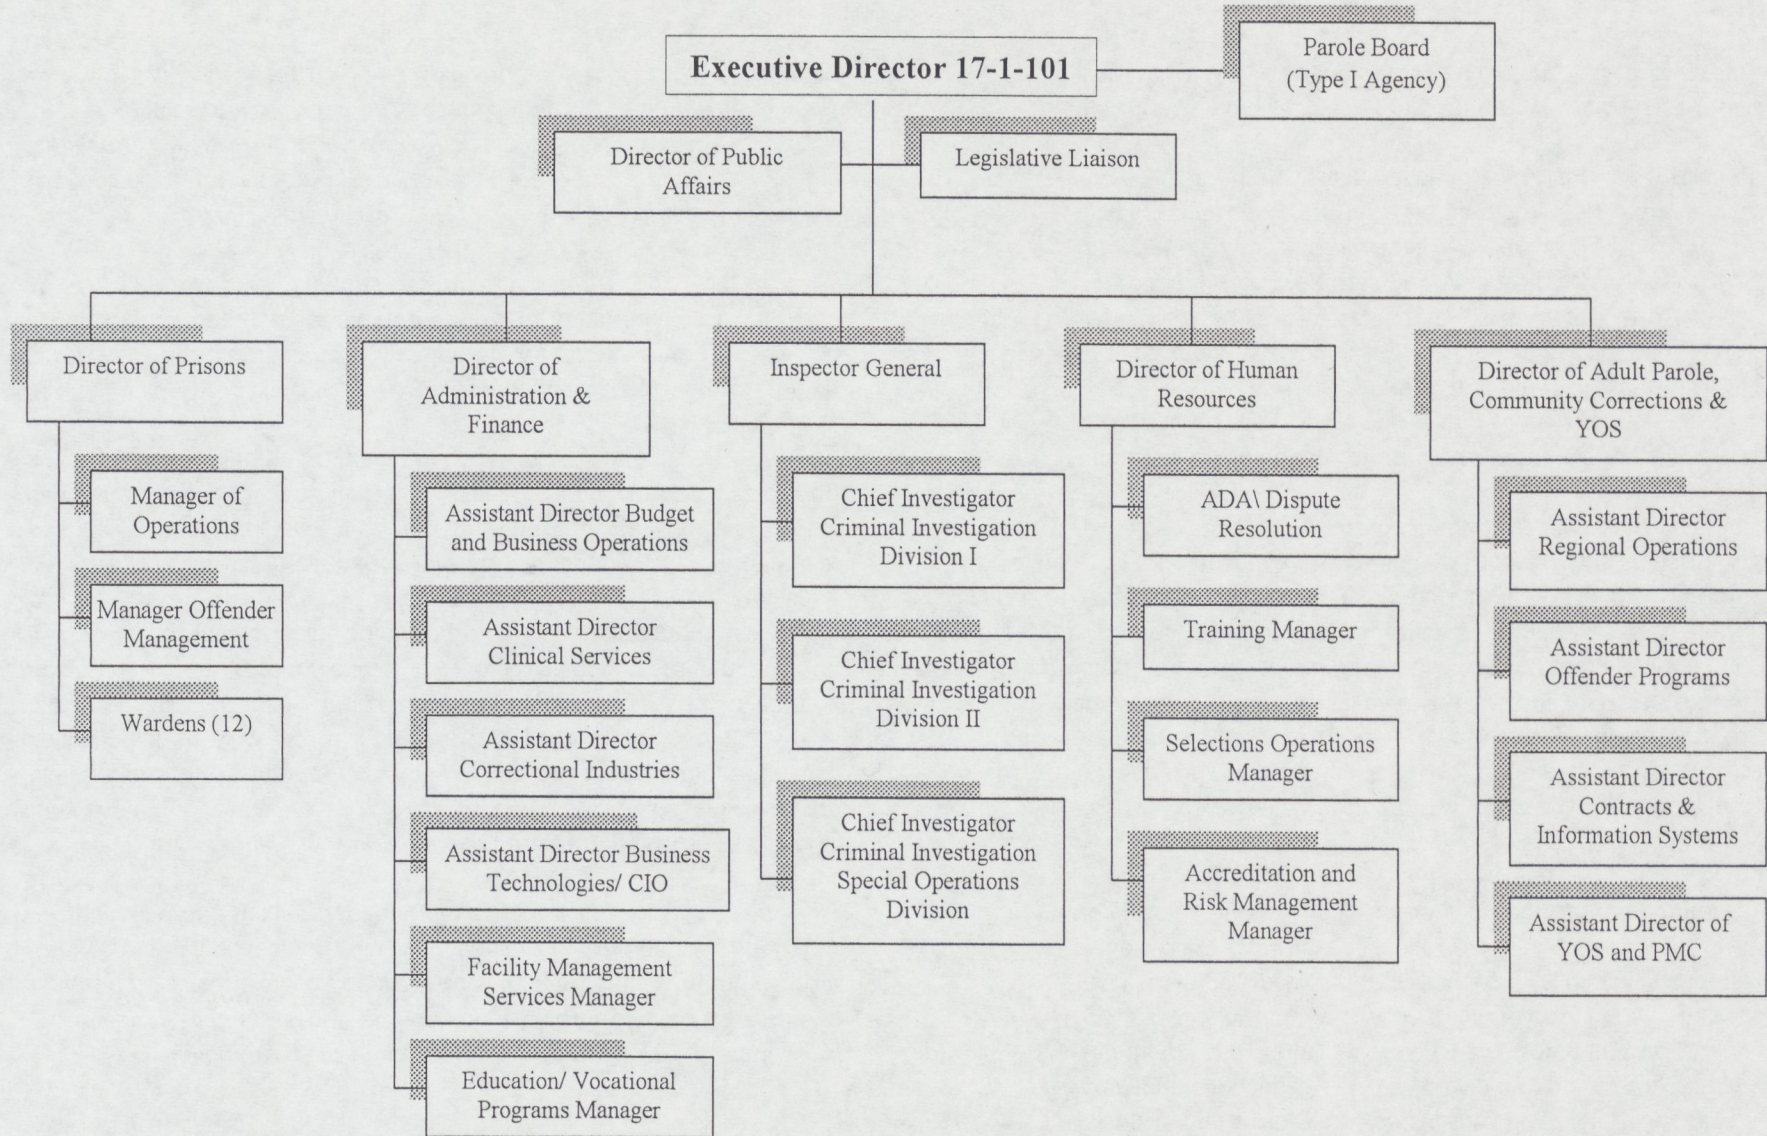 Executive Director 17-1-101
Parole Board
(Type I Agency)
Director of Public
Affairs
Legislative Liaison
Director of Prisons
Manager of
Operations
Manager Offender
Management
Wardens (12)
Director of
Administration &
Finance
Assistant Director Budget
and Business Operations
Assistant Director
Clinical Services
Assistant Director
Correctional Industries
Assistant Director Business
Technologies/ CIO
Facility Management
Services Manager
Education/ Vocational
Programs Manager
Inspector General
Chief Investigator
Criminal Investigation
Division I
Chief Investigator
Criminal Investigation
Division II
Chief Investigator
Criminal Investigation
Special Operations
Division
Director of Human
Resources
ADA\ Dispute
Resolution
Training Manager
Selections Operations
Manager
Accreditation and
Risk Management
Manager
Director of Adult Parole,
Community Corrections &
YOS
Assistant Director
Regional Operations
Assistant Director
Offender Programs
Assistant Director
Contracts &
Information Systems
Assistant Director of
YOS and PMC